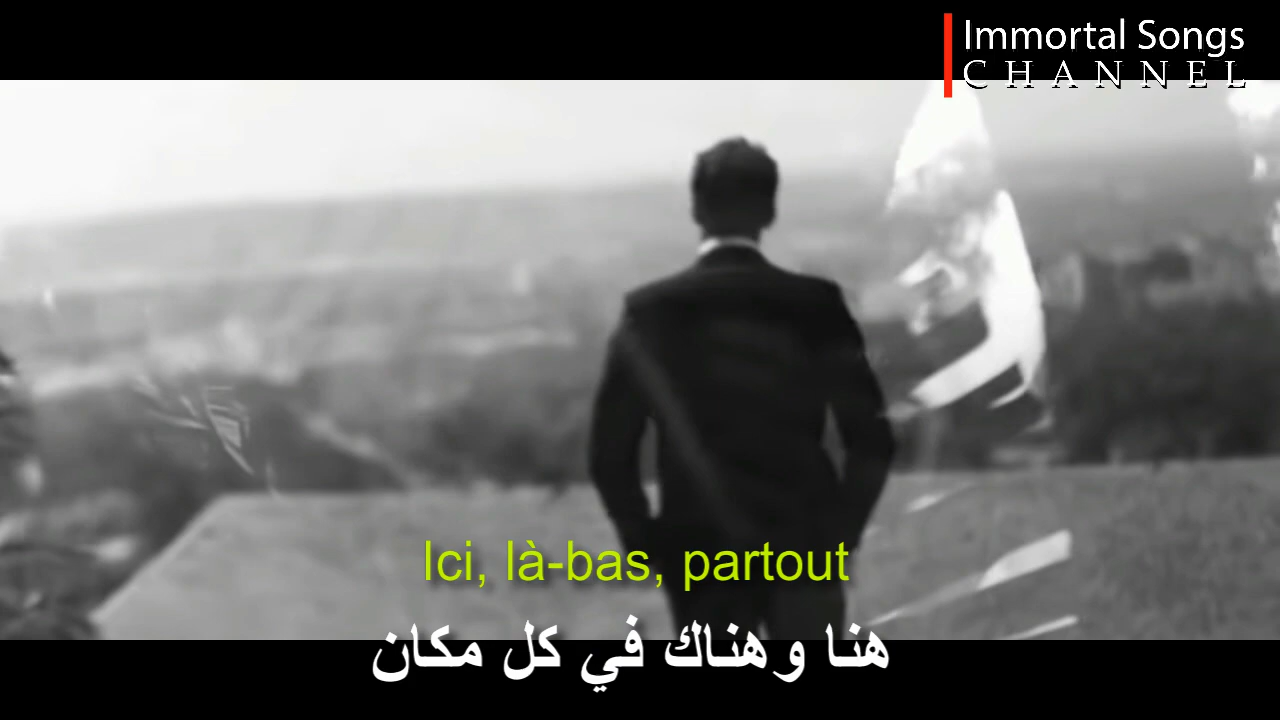 Immortal Songs
CHANNEL
Ici, là-bas, partout
هنا وهناك في كل مكان